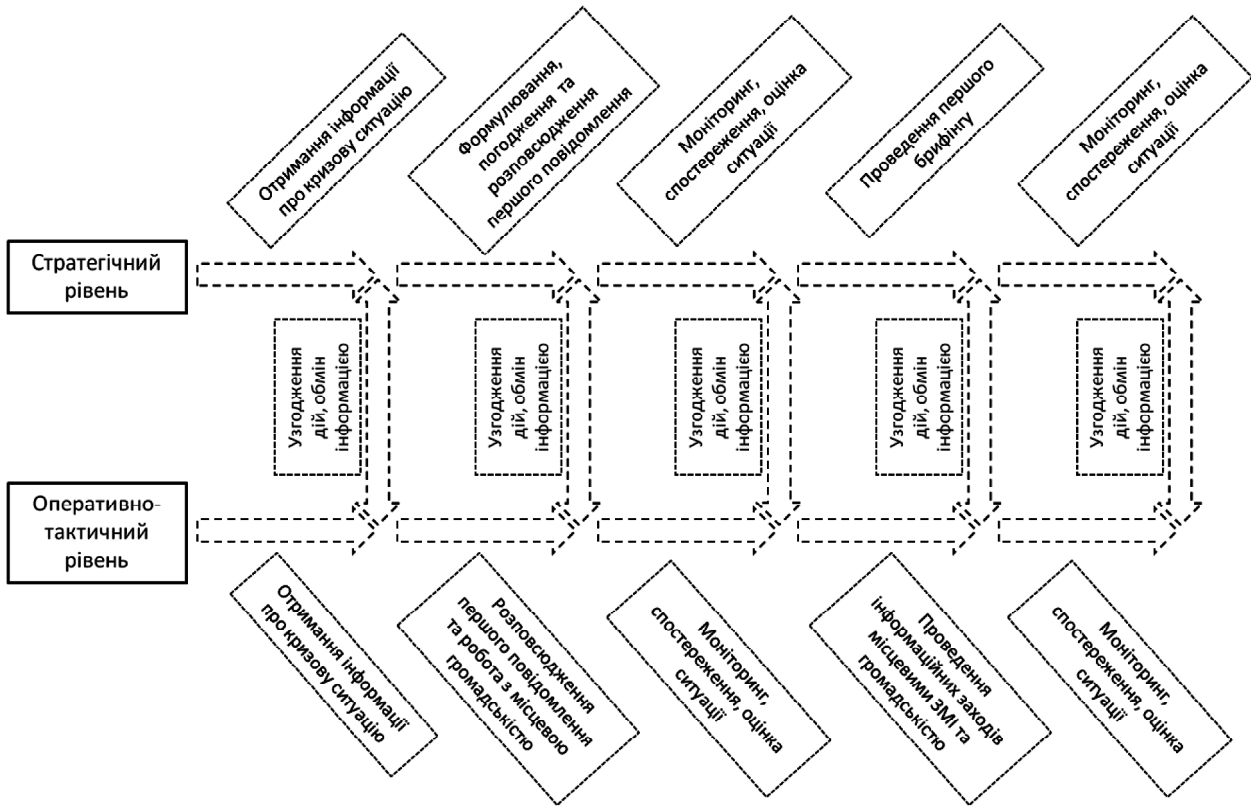 Отримання інформації
про кризову ситуацію
Формулювання,
погодження та
розповсюдження
першого повідомлення
Моніторинг,
спостереження, оцінка
ситуації
Проведення першого
брифінгу
Моніторинг,
спостереження, оцінка
ситуації
Стратегічний
рівень
Узгодження
дій, обмін
інформацією
Узгодження
дій, обмін
інформацією
Узгодження
дій, обмін
інформацією
Узгодження
дій, обмін
інформацією
Узгодження
дій, обмін
інформацією
Оперативно-
тактичний
рівень
Отримання інформації
про кризову ситуацію
Розповсюдження
першого повідомлення
та робота з місцевою
громадськістю
Моніторинг,
спостереження, оцінка
ситуації
Проведення
інформаційних заходів
місцевими ЗМІ та
громадськістю
Моніторинг,
спостереження, оцінка
ситуації